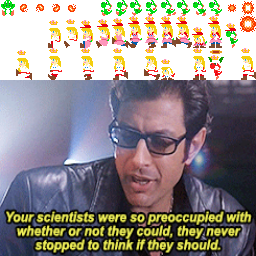 Your scientists were so preoccupied with
whether or not they could, they never
stopped to think if they should.